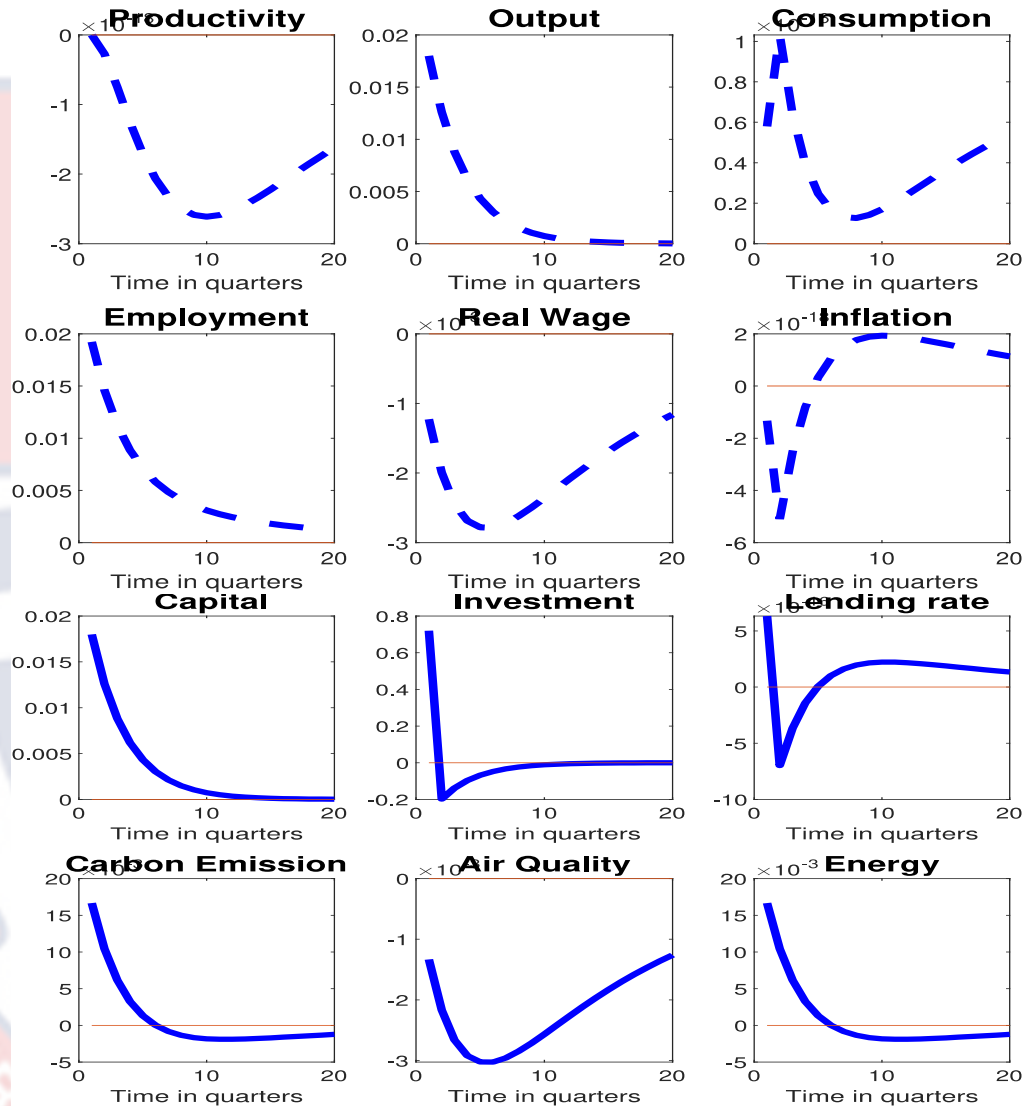 Productivity
0
-1
-2
-3
0 10 20
Time in quarters
Output
0.02
0.015
0.01
0.005
0
0 10 20
Time in quarters
Consumption
1
0.8
0.6
0.4
0.2
0
0 10 20
Time in quarters
Employment
0.02
0.015
0.01
0.005
0
0 10 20
Time in quarters
Real Wage
0
-1
-2
-3
0 10 20
Time in quarters
Inflation
2
0
-2
-4
-6
0 10 20
Time in quarters
Capital
0.02
0.015
0.01
0.005
0
0 10 20
Time in quarters
Investment
0.8
0.6
0.4
0.2
0
-0.2
0 10 20
Time in quarters
Lending rate
5
0
-5
-10
0 10 20
Time in quarters
Carbon Emission
20
15
10
5
0
-5
0 10 20
Time in quarters
Air Quality
0
-1
-2
-3
0 10 20
Time in quarters
×10-3 Energy
20
15
10
5
0
-5
0 10 20
Time in quarters